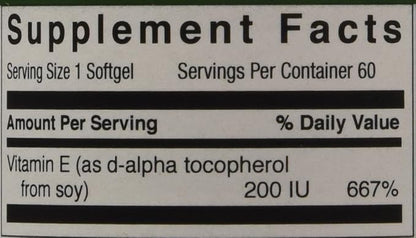 Supplement Facts
Serving Size 1 Softgel Servings Per Container 60
Amount Per Serving % Daily Value
Vitamin E (as d-alpha tocopherol
from soy) 200 IU 667%